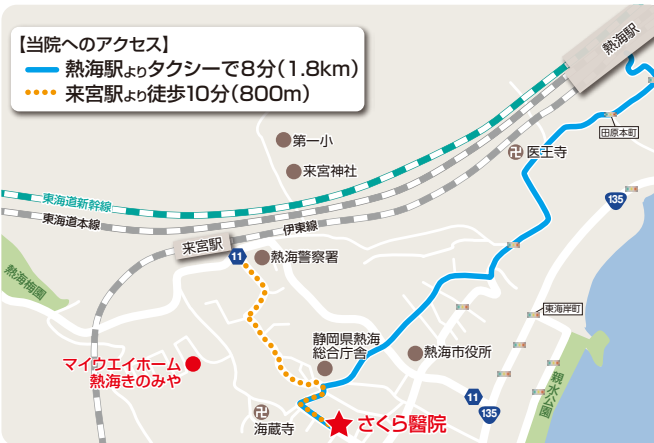 【当院へのアクセス】
熱海駅よりタクシーで8分（1.8km）
来宮駅より徒歩10分（800m）
熱海駅
田原本町
第一小
医王寺
来宮神社
135
東海道新幹線
東海道本線
伊東線
来宮駅
11
熱海警察署
熱海梅園
東海岸町
静岡県熱海
総合庁舎
熱海市役所
マイウエイホーム
熱海きのみや
親水公園
11
135
海蔵寺
さくら醫院